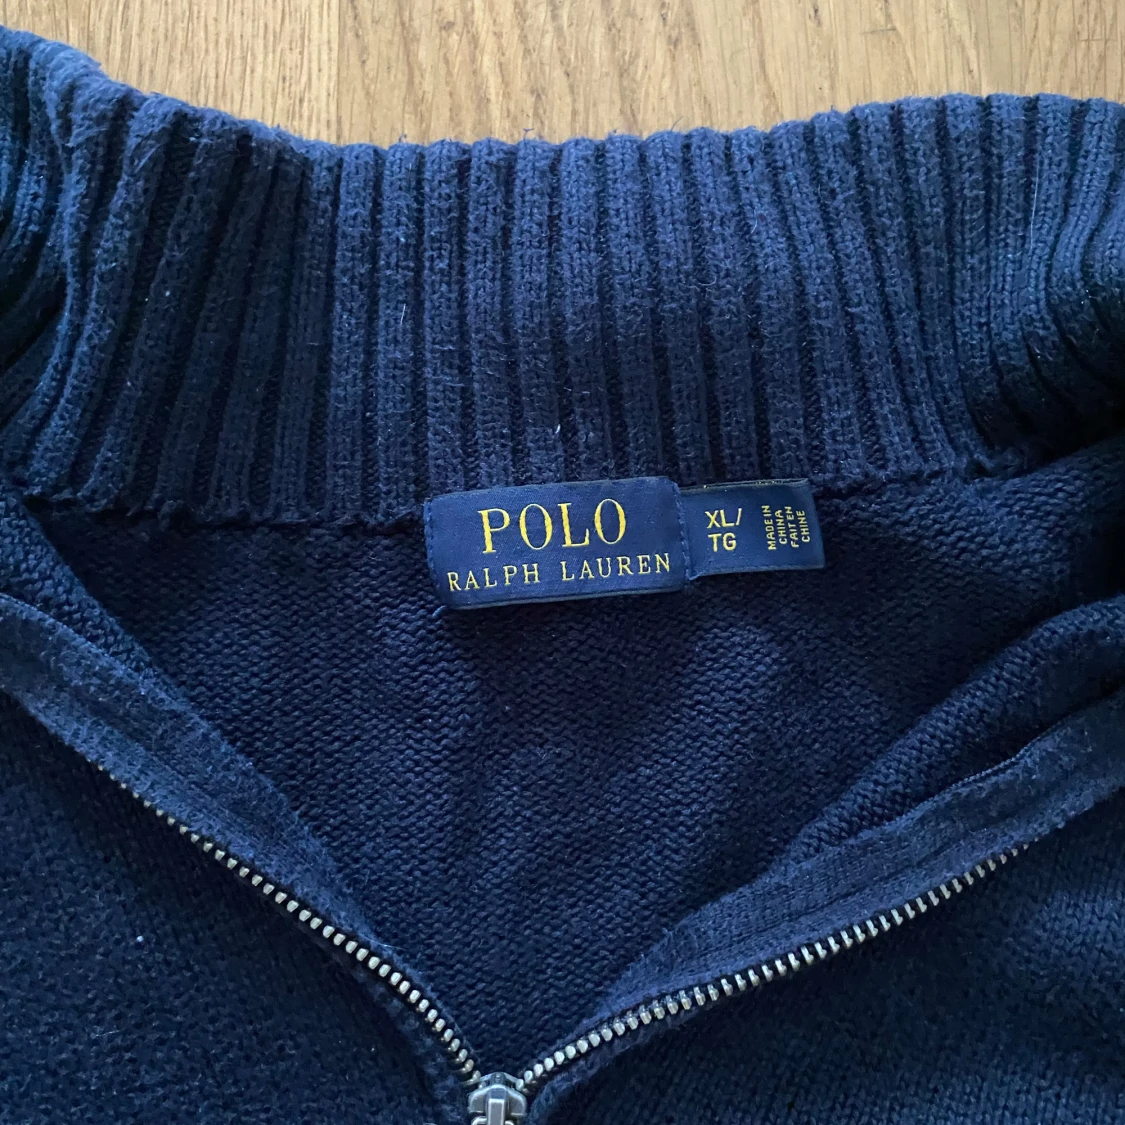 POLO
RALPH LAUREN
XL/
TG
MADE IN
CHINA
FAIT EN
CHINE